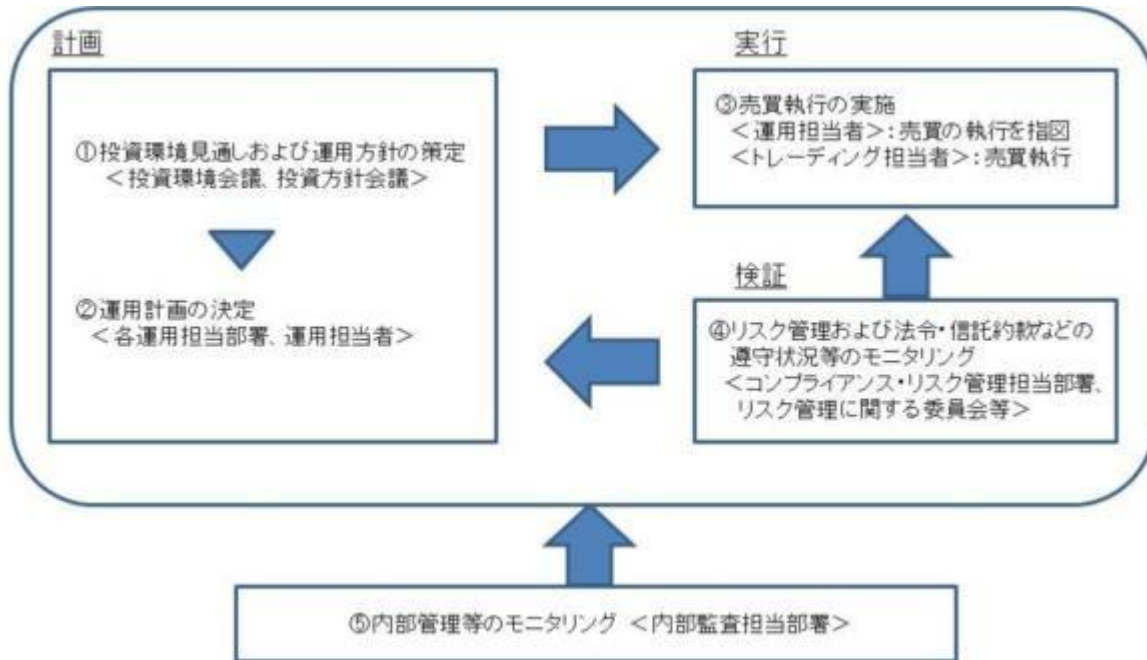 計画
①投資環境見通しおよび運用方針の策定
＜投資環境会議、投資方針会議＞
②運用計画の決定
＜各運用担当部署、運用担当者＞
実行
③売買執行の実施
＜運用担当者＞：売買の執行を指図
＜トレーディング担当者＞：売買執行
検証
④リスク管理および法令・信託約款などの
遵守状況等のモニタリング
＜コンプライアンス・リスク管理担当部署、
リスク管理に関する委員会等＞
⑤内部管理等のモニタリング ＜内部監査担当部署＞